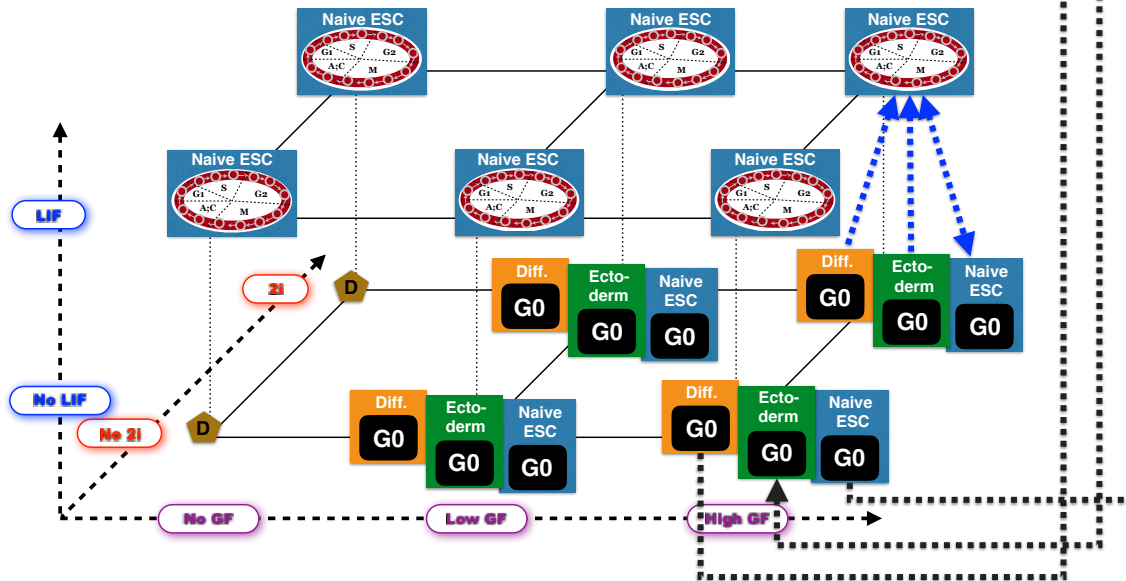 Naive ESC
Naive ESC
Naive ESC
G1
S
G2
A;C
M
G1
S
G2
A;C
M
G1
S
G2
A;C
M
Naive ESC
Naive ESC
Naive ESC
G1
S
G2
A;C
M
G1
S
G2
A;C
M
G1
S
G2
A;C
M
LIF
2i
D
Diff.
G0
Ecto-
derm
G0
Naive
ESC
G0
Diff.
G0
Ecto-
derm
G0
Naive
ESC
G0
No LIF
No 2i
D
Diff.
G0
Ecto-
derm
G0
Naive
ESC
G0
Diff.
G0
Ecto-
derm
G0
Naive
ESC
G0
No GF
Low GF
High GF